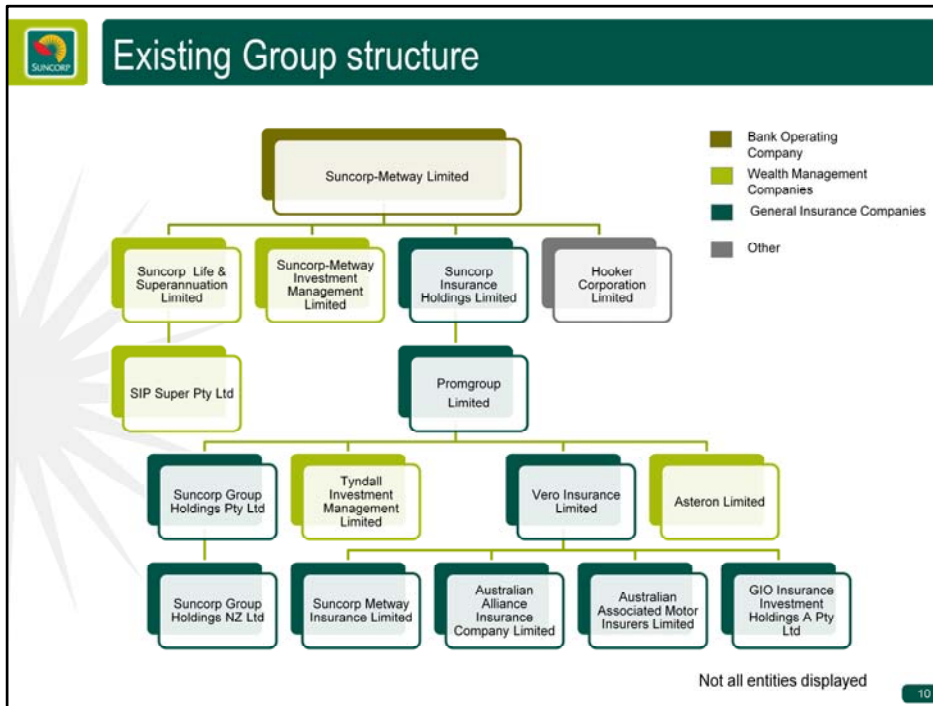 SUNCORP
Existing Group structure
Bank Operating
Company
Wealth Management
Companies
General Insurance Companies
Other
Suncorp-Metway Limited
Suncorp Life &
Superannuation
Limited
Suncorp-Metway
Investment
Management
Limited
Suncorp
Insurance
Holdings Limited
Hooker
Corporation
Limited
SIP Super Pty Ltd
Promgroup
Limited
Suncorp Group
Holdings Pty Ltd
Tyndall
Investment
Management
Limited
Vero Insurance
Limited
Asteron Limited
Suncorp Group
Holdings NZ Ltd
Suncorp Metway
Insurance Limited
Australian
Alliance
Insurance
Company Limited
Australian
Associated Motor
Insurers Limited
GIO Insurance
Investment
Holdings A Pty
Ltd
Not all entities displayed
10